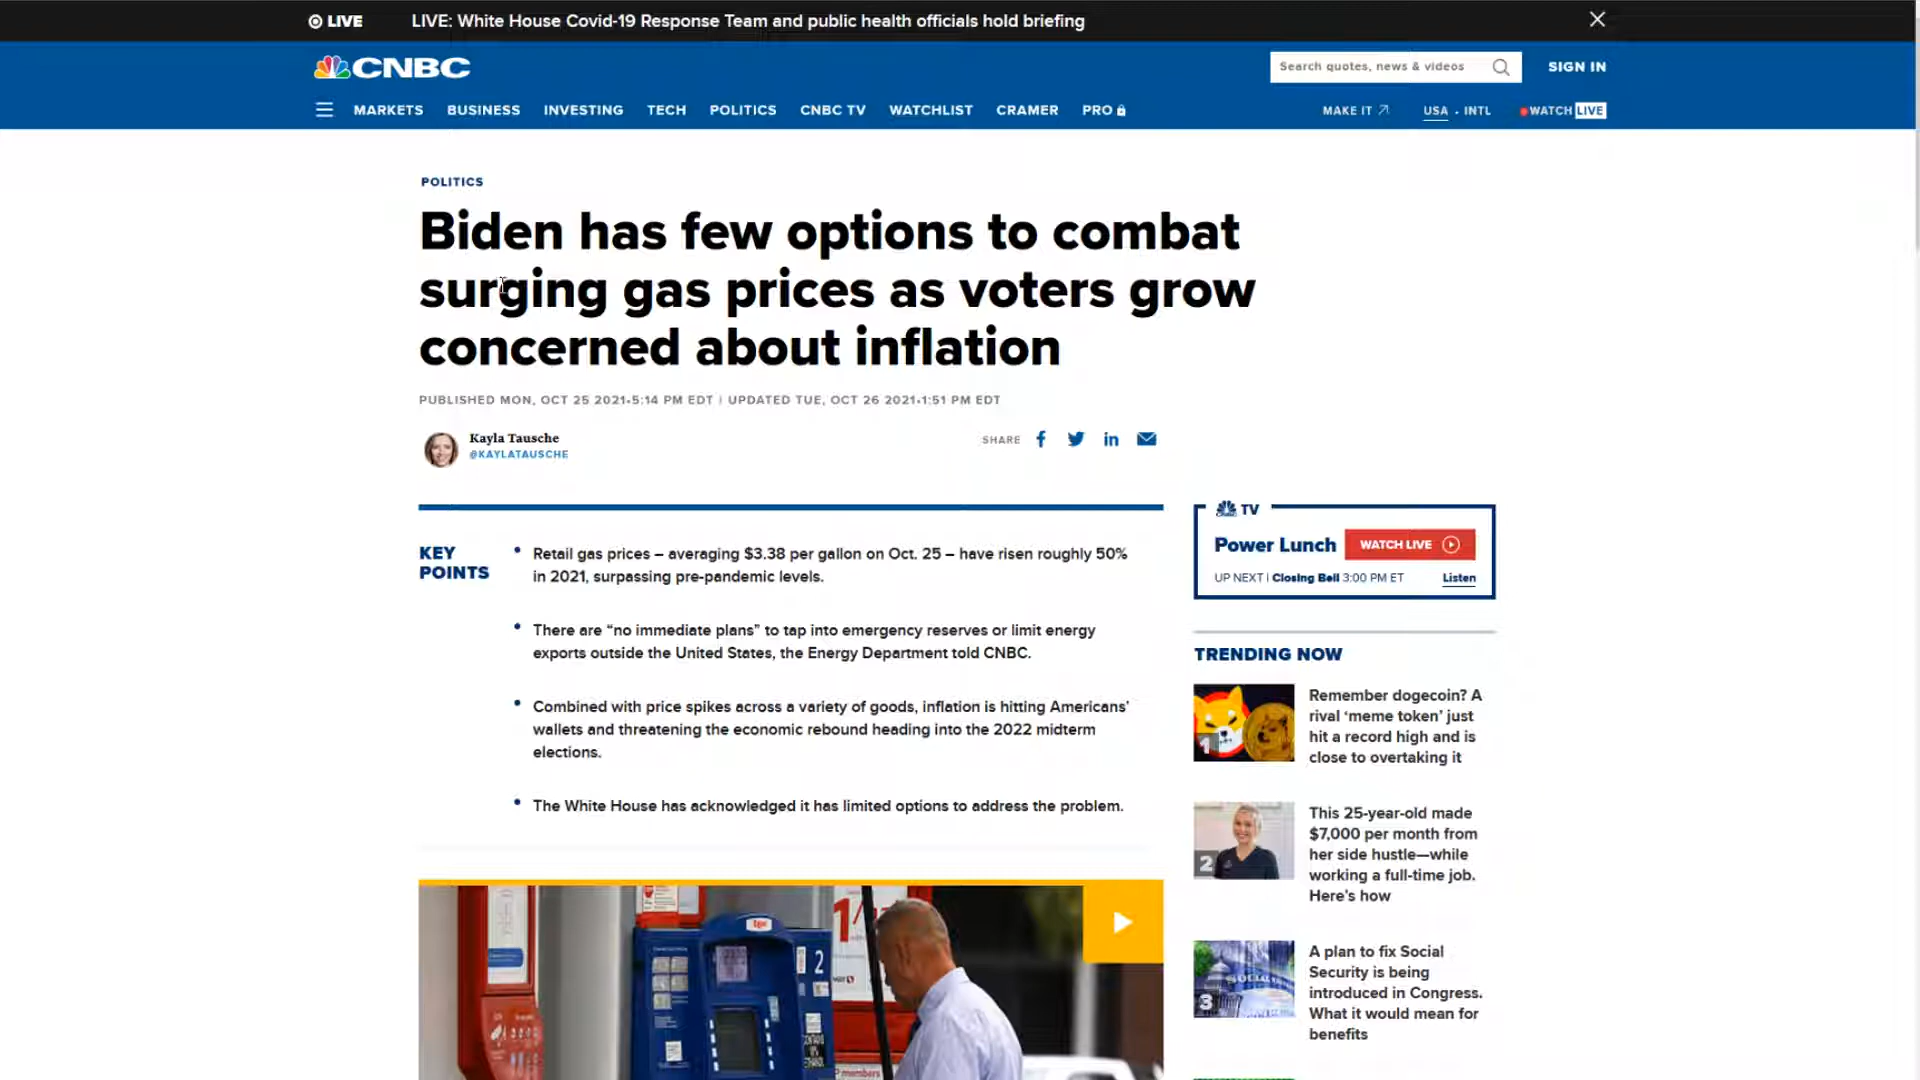 LIVE
LIVE: White House Covid-19 Response Team and public health officials hold briefing
CNBC
Search quotes, news & videos
SIGN IN
MARKETS BUSINESS INVESTING TECH POLITICS CNBC TV WATCHLIST CRAMER PRO
MAKE IT
USA • INTL
WATCH LIVE
POLITICS
Biden has few options to combat
surging gas prices as voters grow
concerned about inflation
PUBLISHED MON, OCT 25 2021•5:14 PM EDT | UPDATED TUE, OCT 26 2021•1:51 PM EDT
Kayla Tausche
@KAYLATAUSCHE
SHARE
KEY
POINTS
Retail gas prices – averaging $3.38 per gallon on Oct. 25 – have risen roughly 50%
in 2021, surpassing pre-pandemic levels.
There are “no immediate plans” to tap into emergency reserves or limit energy
exports outside the United States, the Energy Department told CNBC.
Combined with price spikes across a variety of goods, inflation is hitting Americans’
wallets and threatening the economic rebound heading into the 2022 midterm
elections.
The White House has acknowledged it has limited options to address the problem.
2
members
TV
Power Lunch
WATCH LIVE
UP NEXT | Closing Bell 3:00 PM ET
Listen
TRENDING NOW
1
Remember dogecoin? A
rival ‘meme token’ just
hit a record high and is
close to overtaking it
2
This 25-year-old made
$7,000 per month from
her side hustle—while
working a full-time job.
Here’s how
3
A plan to fix Social
Security is being
introduced in Congress.
What it would mean for
benefits